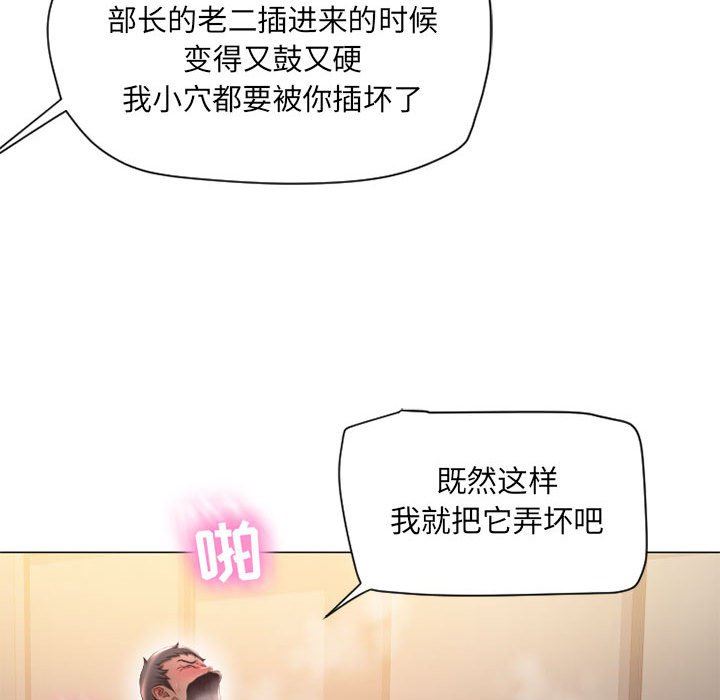 部长的老二插进来的时候
变得又鼓又硬
我小穴都要被你插坏了
既然这样
我就把它弄坏吧
啪